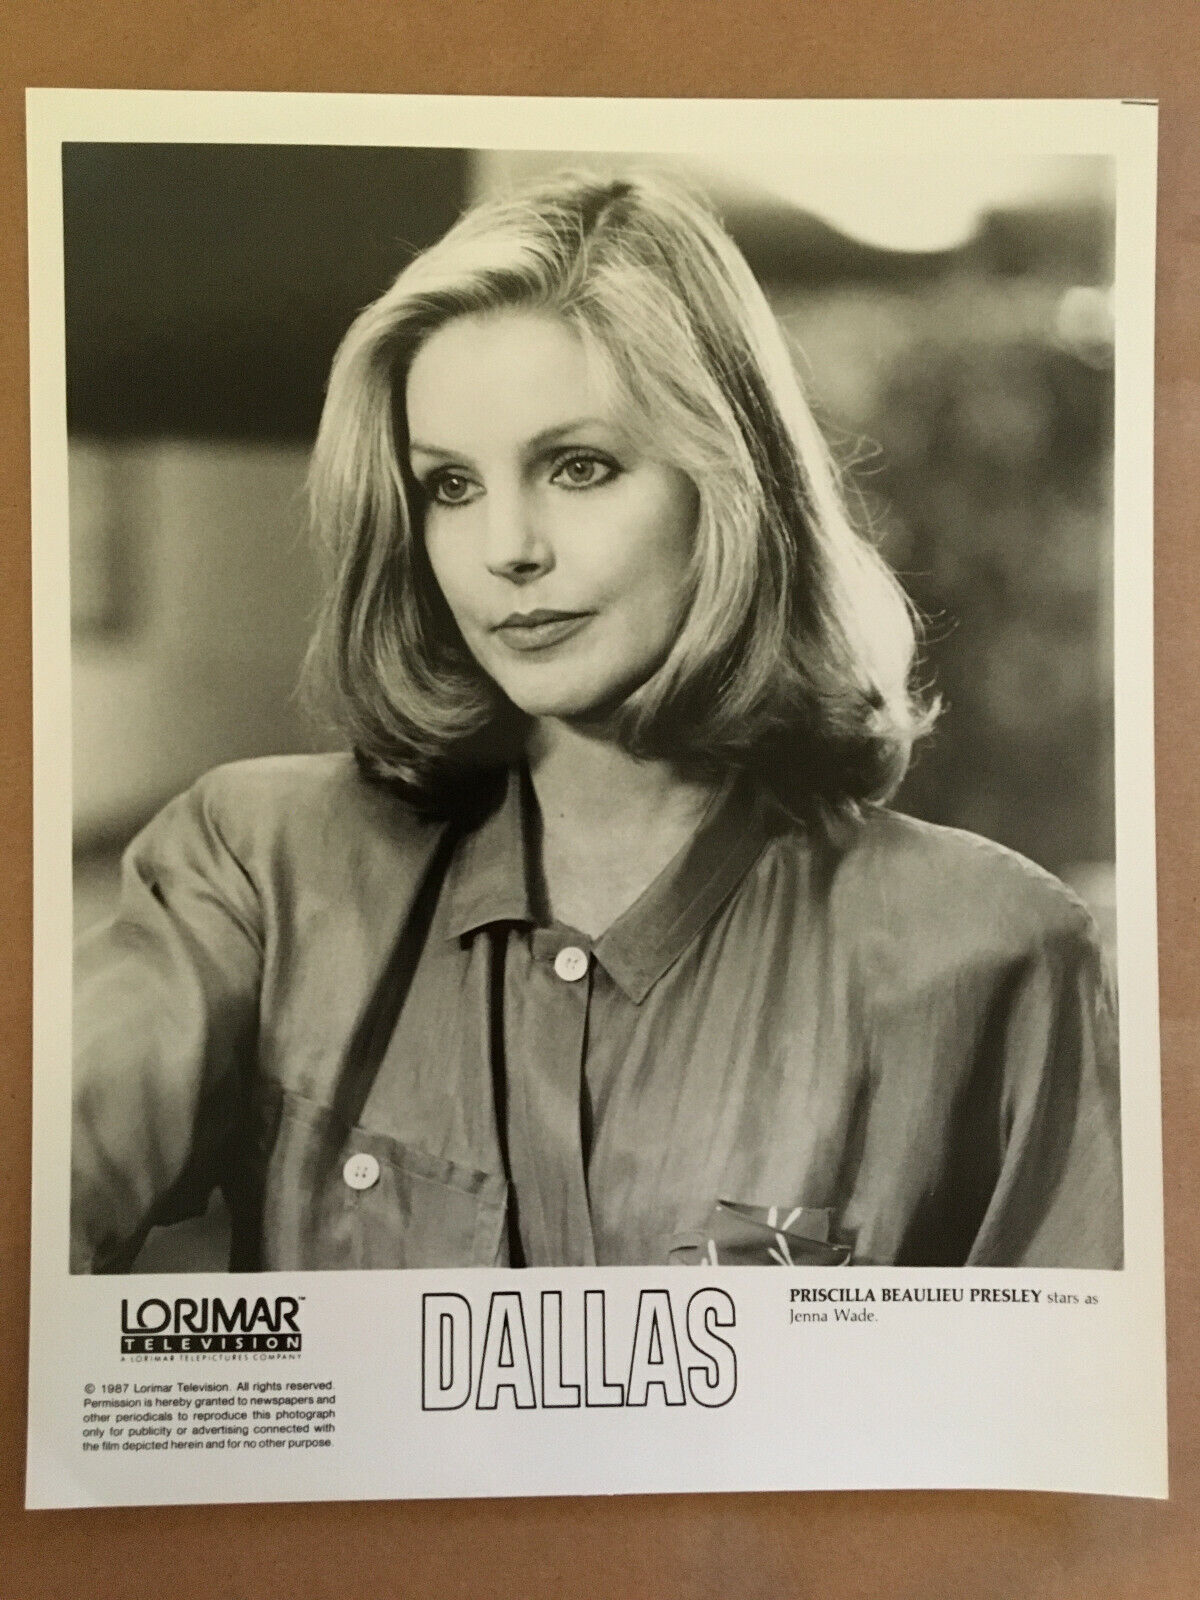 LORIMAR™
TELEVISION
A LORIMAR TELEPICTURES COMPANY
© 1987 Lorimar Television. All rights reserved.
Permission is hereby granted to newspapers and
other periodicals to reproduce this photograph
only for publicity or advertising connected with
the film depicted herein and for no other purpose.
DALLAS
PRISCILLA BEAULIEU PRESLEY stars as
Jenna Wade.